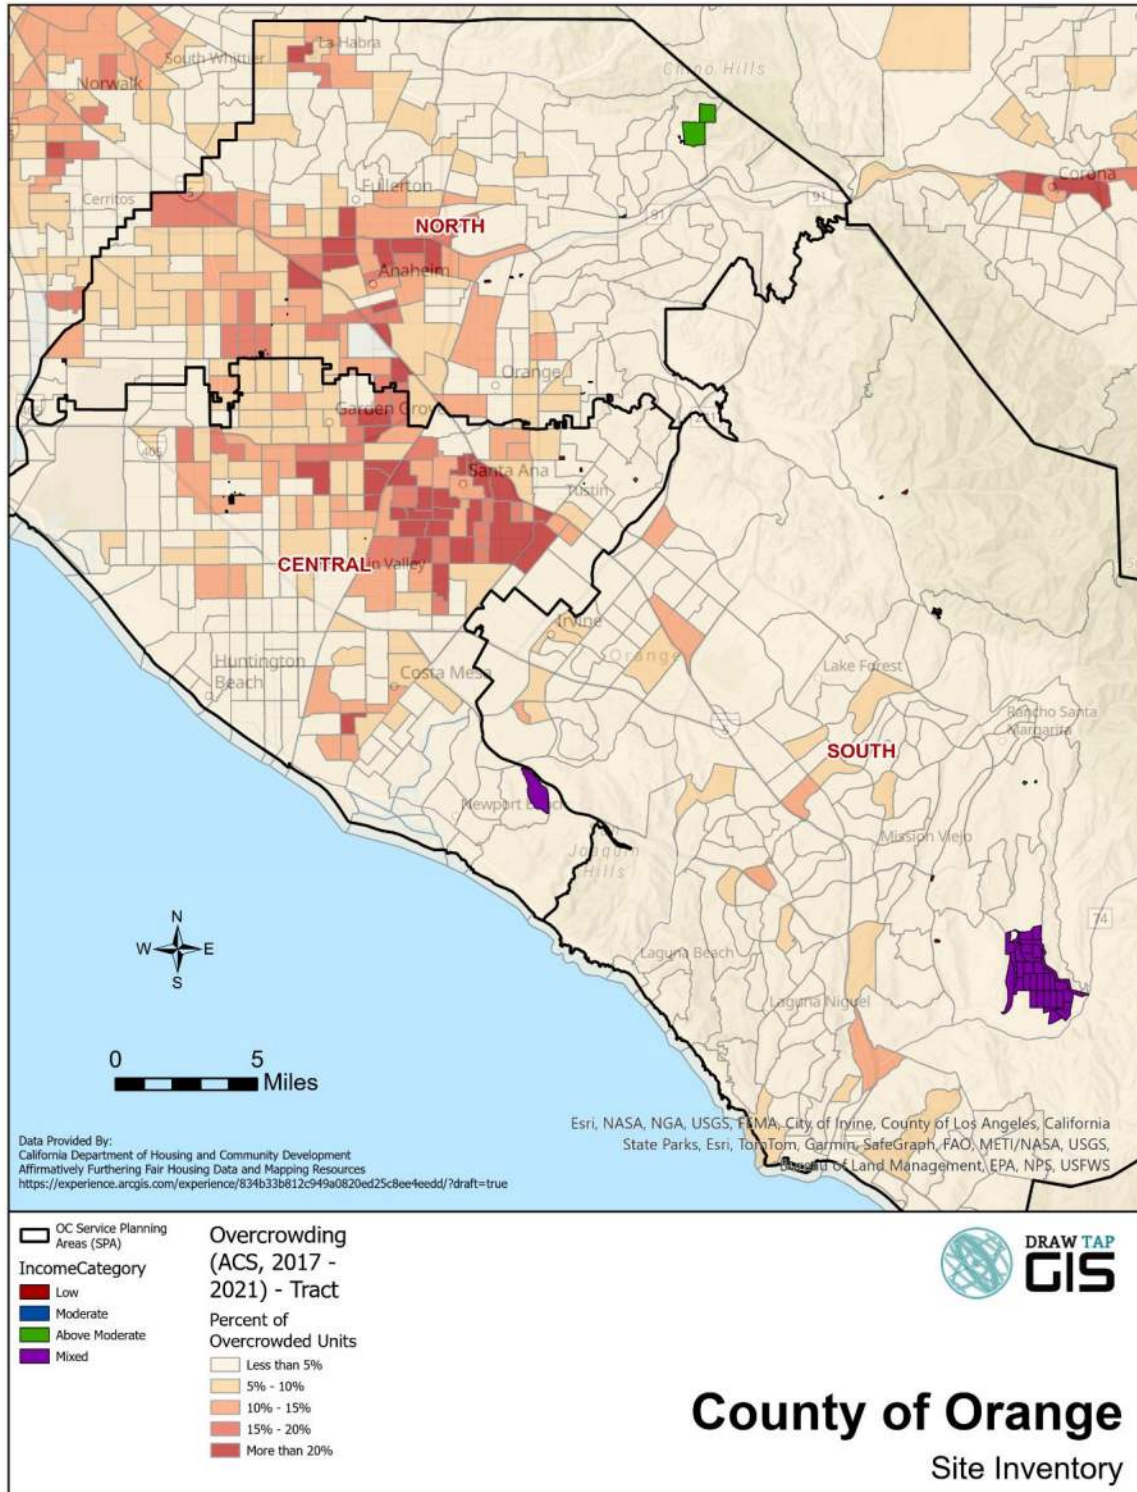 La Habra
South Whittier
Chino Hills
Norwalk
Corona
Cerritos
Fullerton
91
91
NORTH
Anaheim
Orange
Garden Grove
405
Santa Ana
Tustin
CENTRAL
n Valley
Irvine
Orange
Huntington
Beach
Costa Mesa
Lake Forest
Rancho Santa
Margarita
SOUTH
Newport Beach
Mission Viejo
Joaquin
Hills
74
N
W E
S
Laguna Beach
Laguna Niguel
0 5
Miles
Esri, NASA, NGA, USGS, FEMA, City of Irvine, County of Los Angeles, California
State Parks, Esri, TomTom, Garmin, SafeGraph, FAO, METI/NASA, USGS,
Bureau of Land Management, EPA, NPS, USFWS
Data Provided By:
California Department of Housing and Community Development
Affirmatively Furthering Fair Housing Data and Mapping Resources
https://experience.arcgis.com/experience/834b33b812c949a0820ed25c8ee4eedd/?draft=true
OC Service Planning
Areas (SPA)
IncomeCategory
Low
Moderate
Above Moderate
Mixed
Overcrowding
(ACS, 2017 -
2021) - Tract
Percent of
Overcrowded Units
Less than 5%
5% - 10%
10% - 15%
15% - 20%
More than 20%
DRAW TAP
GIS
County of Orange
Site Inventory